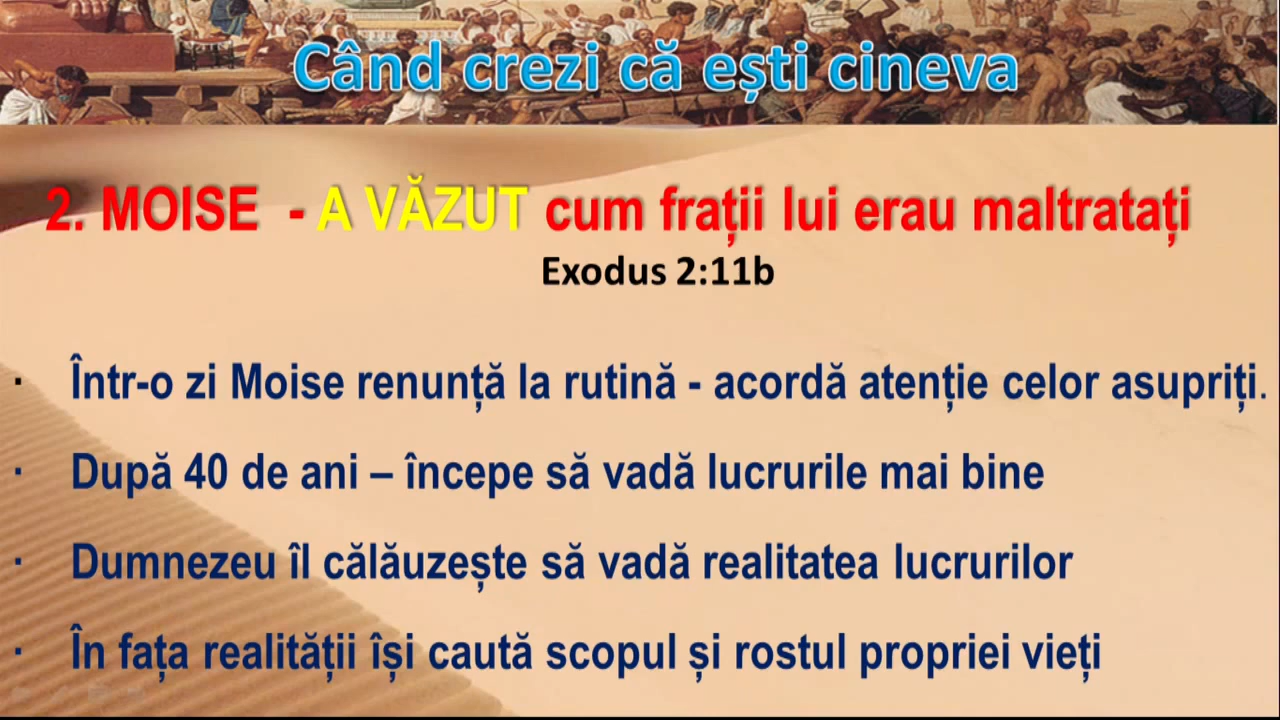 Când crezi că ești cineva
2. MOISE - A VĂZUT cum frații lui erau maltratați
Exodus 2:11b
· Într-o zi Moise renunță la rutină - acordă atenție celor asupriți.
· După 40 de ani – începe să vadă lucrurile mai bine
· Dumnezeu îl călăuzește să vadă realitatea lucrurilor
· În fața realității își caută scopul și rostul propriei vieți